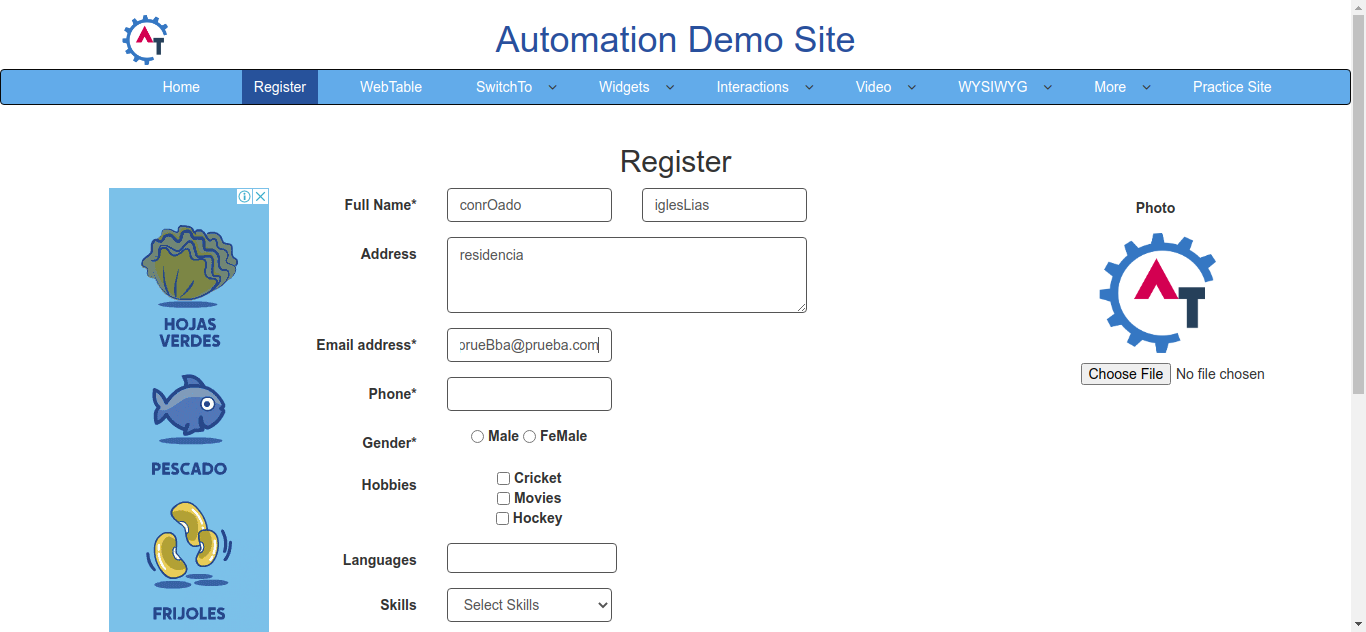 AT
Automation Demo Site
Home Register WebTable SwitchTo Widgets Interactions Video WYSIWYG More Practice Site
Register
Full Name* conrOado iglesLias
Photo
Address residencia
AT
HOJAS
VERDES
Email address* prueBba@prueba.com
Choose File No file chosen
Phone*
Gender* Male FeMale
PESCADO
Hobbies Cricket
Movies
Hockey
Languages
Skills Select Skills
FRIJOLES